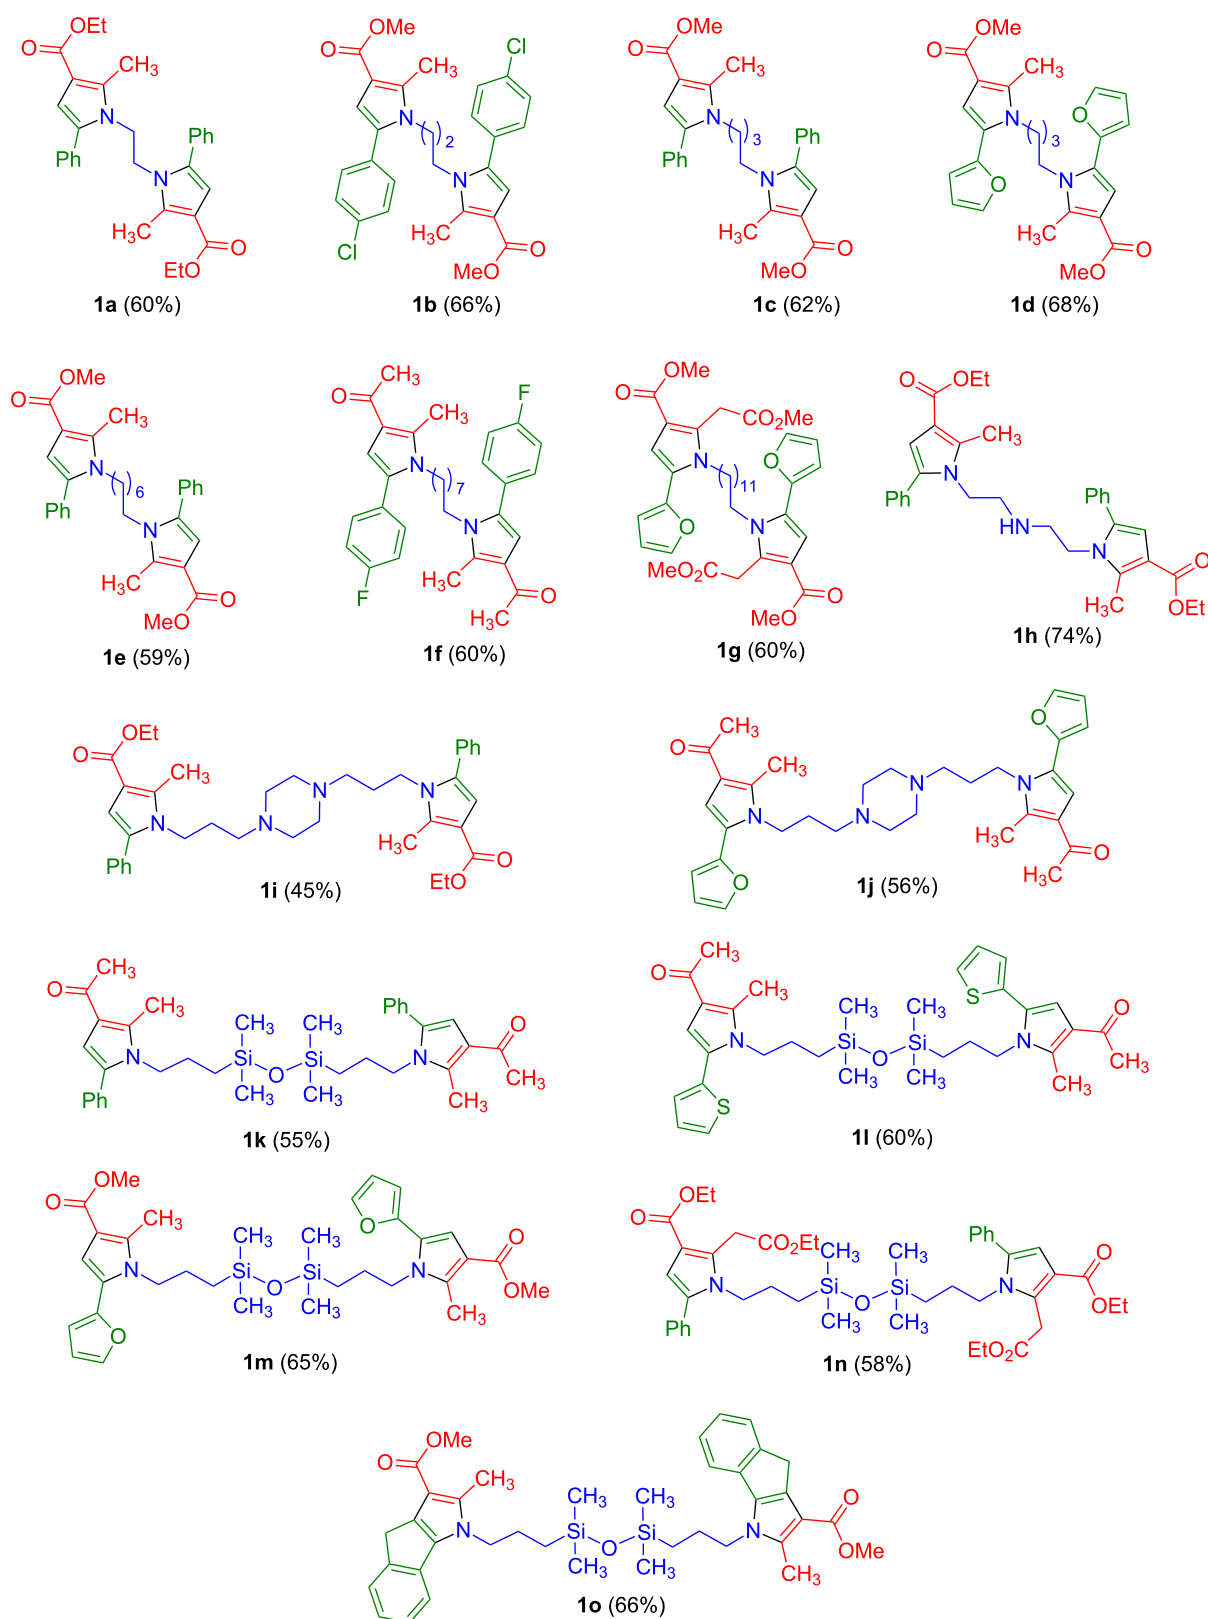 OEt
O
CH3
N
Ph
Ph
N
H3C
O
EtO
1a (60%)
OMe
O
Cl
CH3
N
( )2
N
Cl
H3C
O
MeO
1b (66%)
OMe
O
CH3
N
( )3
Ph
Ph
N
H3C
O
MeO
1c (62%)
OMe
O
CH3
O
N
( )3
O
N
H3C
O
MeO
1d (68%)
OMe
O
CH3
N
( )6
Ph
Ph
N
H3C
O
MeO
1e (59%)
CH3
O
F
CH3
N
( )7
N
F
H3C
O
H3C
1f (60%)
OMe
O
CO2Me
O
N
( )11
O
N
MeO2C
O
MeO
1g (60%)
O
OEt
CH3
N
Ph
Ph
HN
N
O
H3C
OEt
1h (74%)
OEt
O
Ph
CH3
N
N
N
N
H3C
Ph
O
EtO
1i (45%)
CH3
O
O
CH3
N
N
N
N
H3C
O
O
H3C
1j (56%)
CH3
O
CH3
CH3
CH3
Ph
O
N
Si
Si
N
O
CH3
CH3
CH3
CH3
Ph
H3C
1k (55%)
CH3
O
S
CH3
CH3
CH3
O
N
Si
Si
N
O
CH3
CH3
CH3
CH3
S
H3C
1l (60%)
OMe
O
O
CH3
CH3
CH3
O
N
Si
Si
N
O
OMe
CH3
CH3
CH3
O
1m (65%)
OEt
O
CO2Et
CH3
CH3
Ph
O
N
Si
Si
N
O
OEt
CH3
CH3
Ph
EtO2C
1n (58%)
OMe
O
CH3
CH3
CH3
O
N
Si
Si
N
O
OMe
CH3
CH3
CH3
1o (66%)